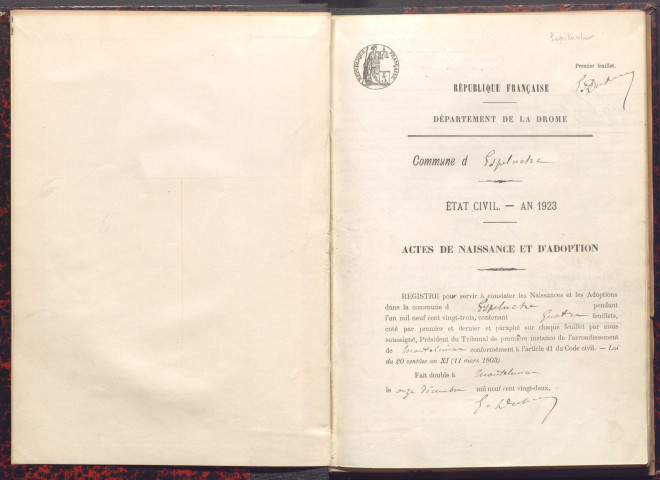 Espeluche
Premier feuillet.
RÉPUBLIQUE FRANÇAISE
RÉPUBLIQUE FRANÇAISE
DÉPARTEMENT DE LA DROME
Commune d Espeluche
ÉTAT CIVIL. — AN 1923
ACTES DE NAISSANCE ET D'ADOPTION
REGISTRE pour servir à constater les Naissances et les Adoptions
dans la commune d Espeluche pendant
l'an mil neuf cent vingt-trois, contenant quatre feuillets,
coté par premier et dernier et paraphé sur chaque feuillet par nous
soussigné, Président du Tribunal de première instance de l'arrondissement
de Montélimar conformément à l'article 41 du Code civil. — Loi
du 20 ventôse an XI (11 mars 1803).
Fait double à Montélimar
le onze Décembre mil neuf cent vingt-deux.